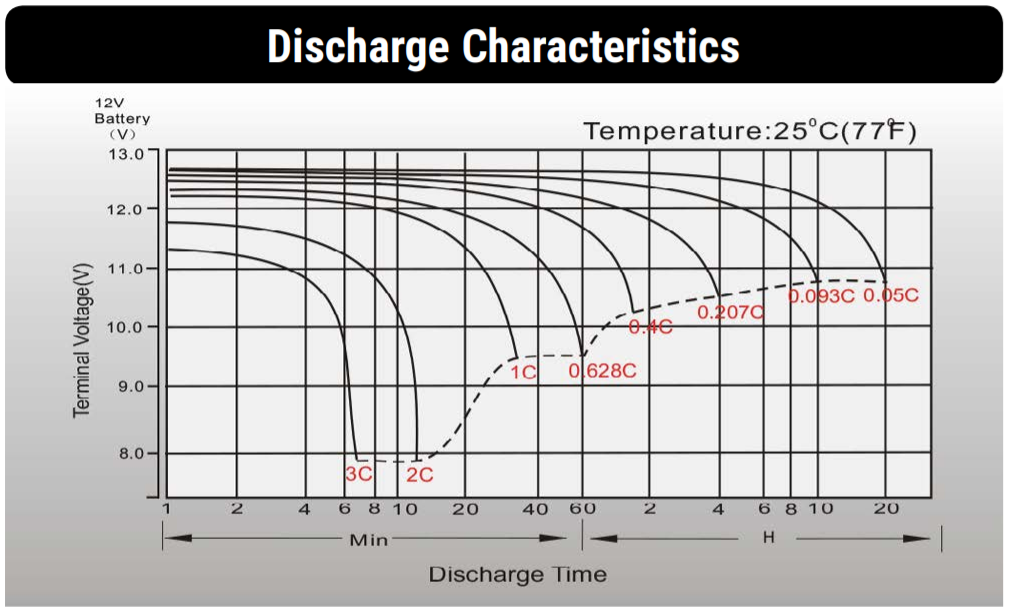 Discharge Characteristics
12V
Battery
(V)
Temperature:25°C(77°F)
13.0
12.0
11.0
10.0
9.0
8.0
Terminal Voltage(V)
0.093C 0.05C
0.207C
0.4C
1C
0.628C
3C
2C
1 2 4 6 8 10 20 40 60 2 4 6 8 10 20
Min
H
Discharge Time